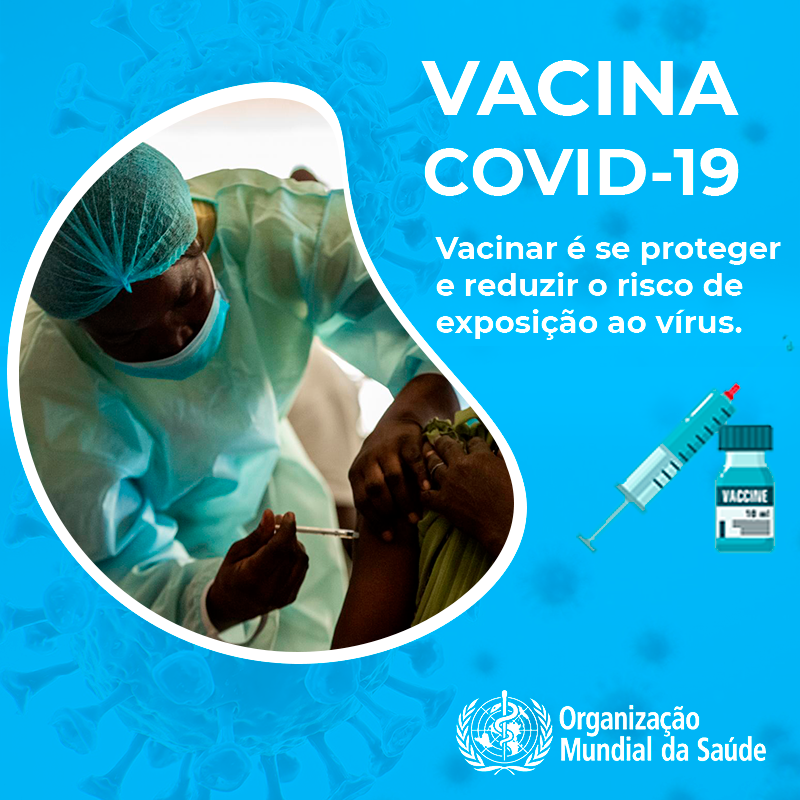 VACINA
COVID-19
Vacinar é se proteger
e reduzir o risco de
exposição ao vírus.
VACCINE
10 ml
Organização
Mundial da Saúde